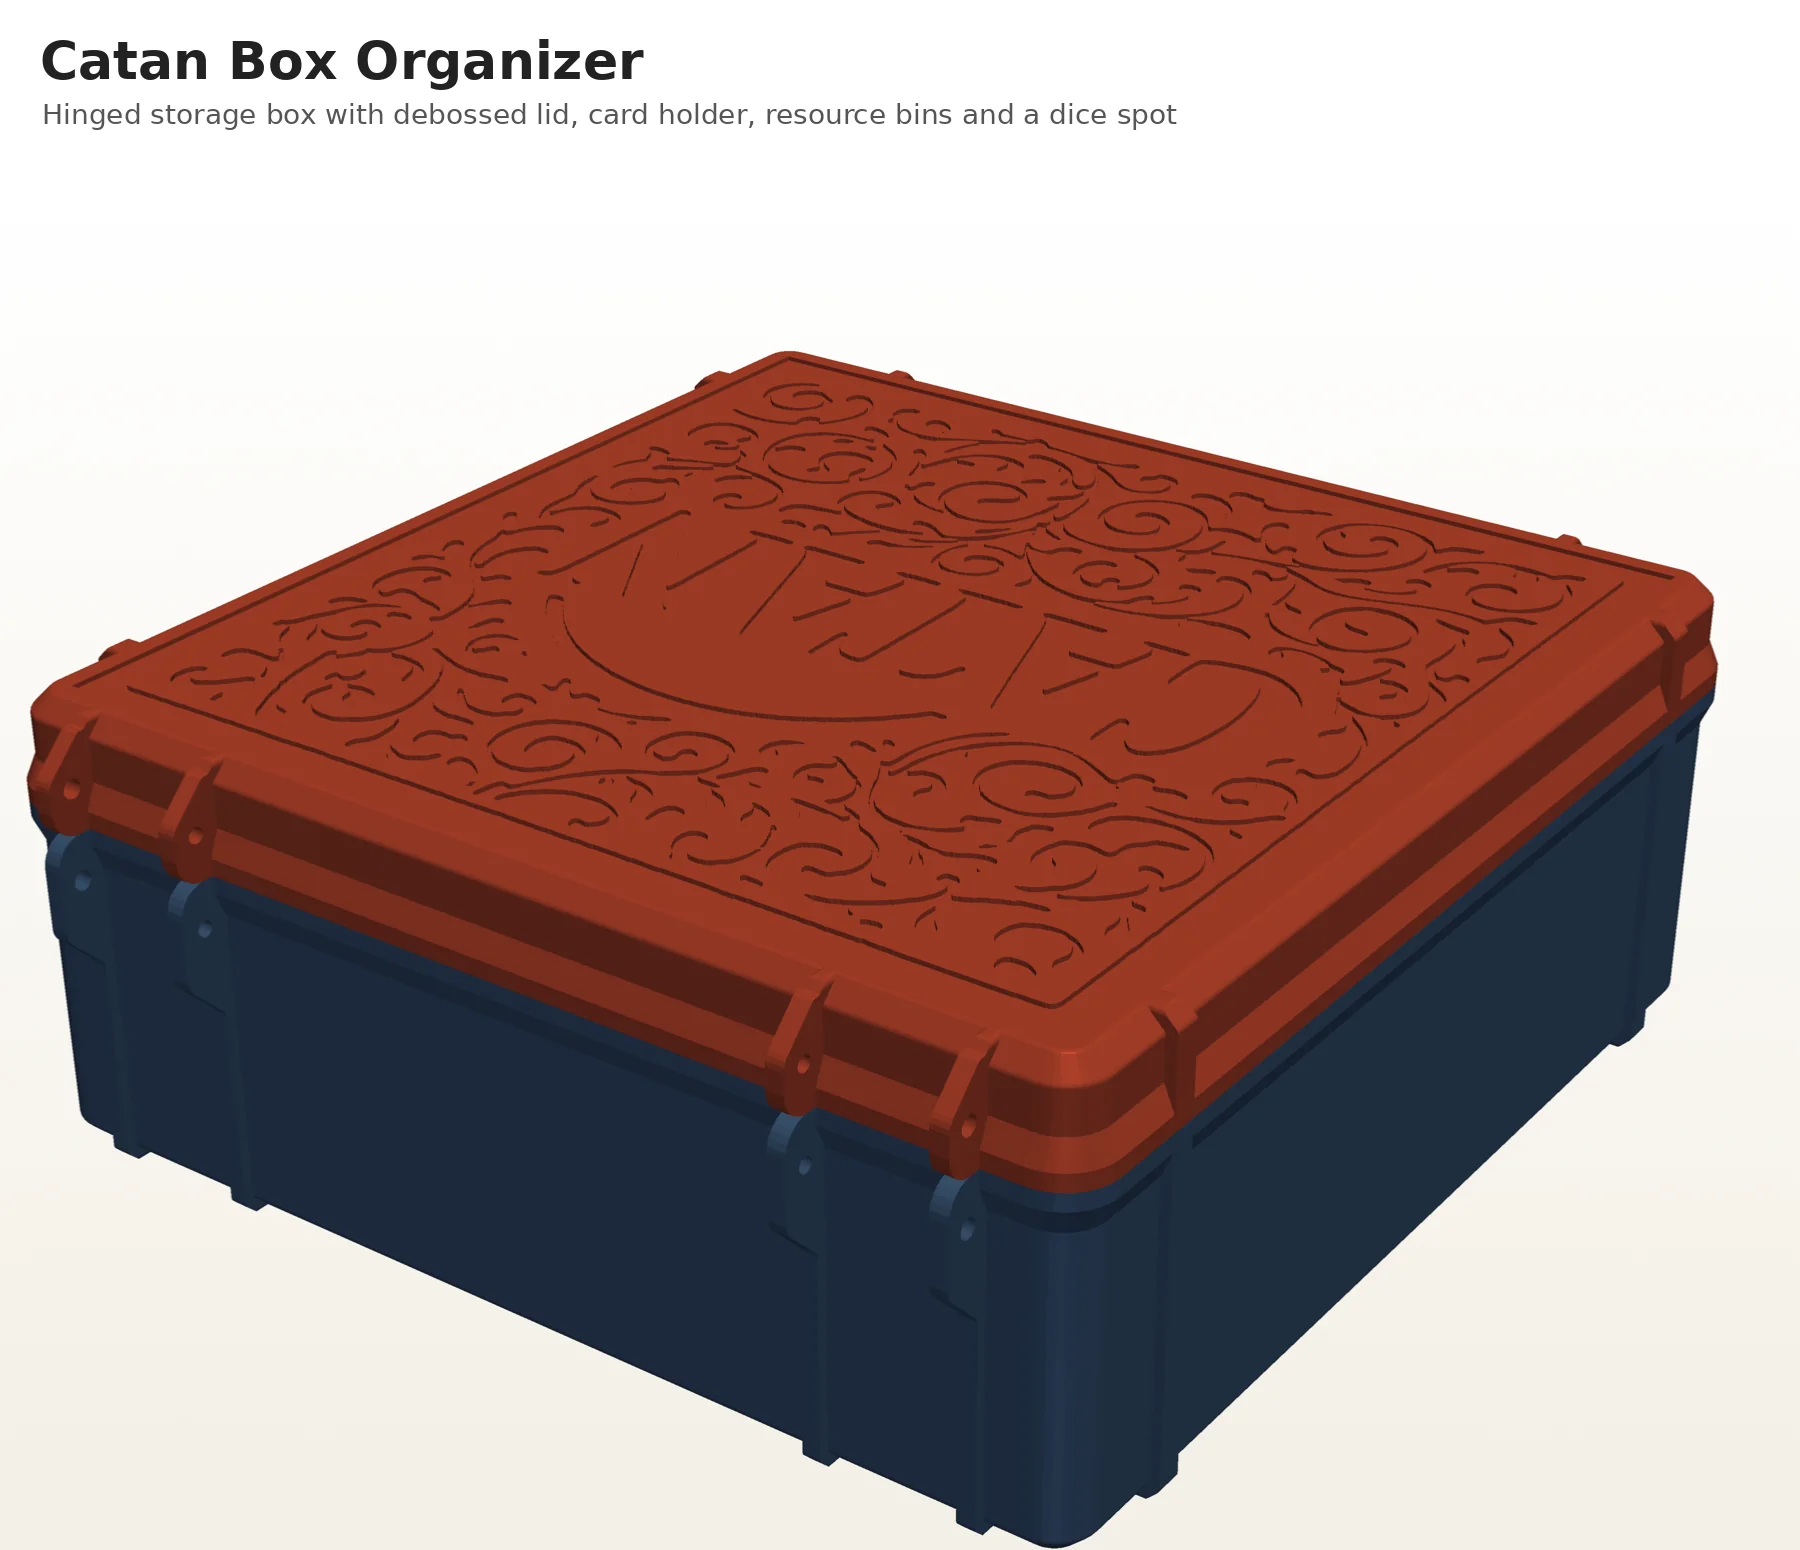 Catan Box Organizer
Hinged storage box with debossed lid, card holder, resource bins and a dice spot